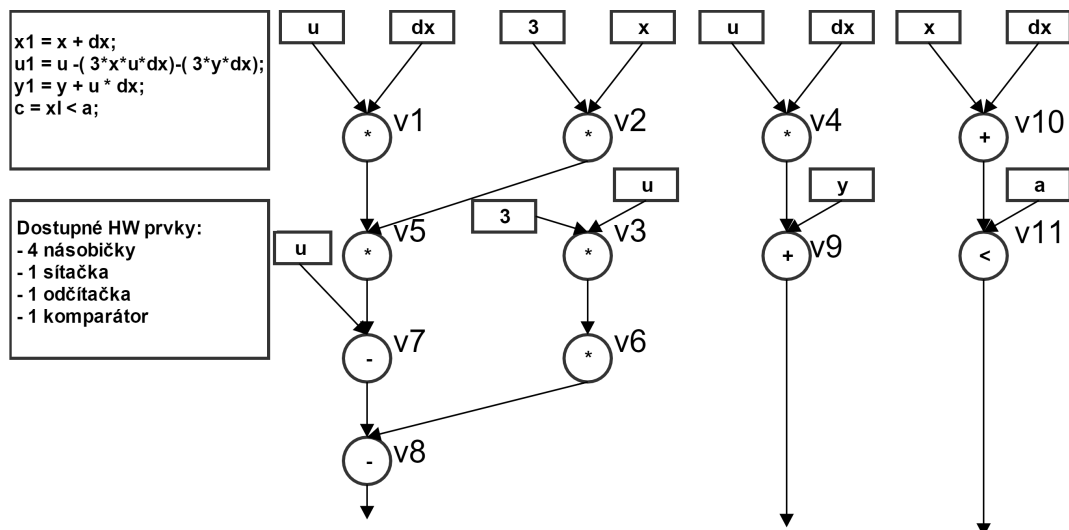 x1 = x + dx;
u1 = u -( 3*x*u*dx)-( 3*y*dx);
y1 = y + u * dx;
c = xl < a;
u dx 3 x u dx x dx
* v1 * v2 * v4 + v10
u y a
Dostupné HW prvky:
- 4 násobičky
- 1 sítačka
- 1 odčítačka
- 1 komparátor
3
u
* v5 * v3 + v9 < v11
- v7 * v6
- v8